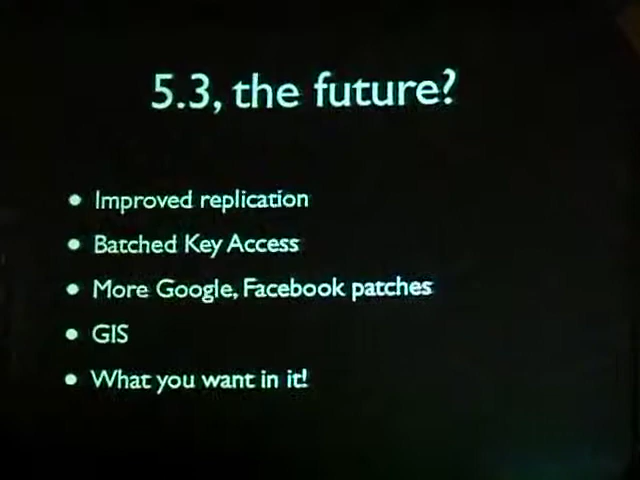 5.3, the future?
• Improved replication
• Batched Key Access
• More Google, Facebook patches
• GIS
• What you want in it!